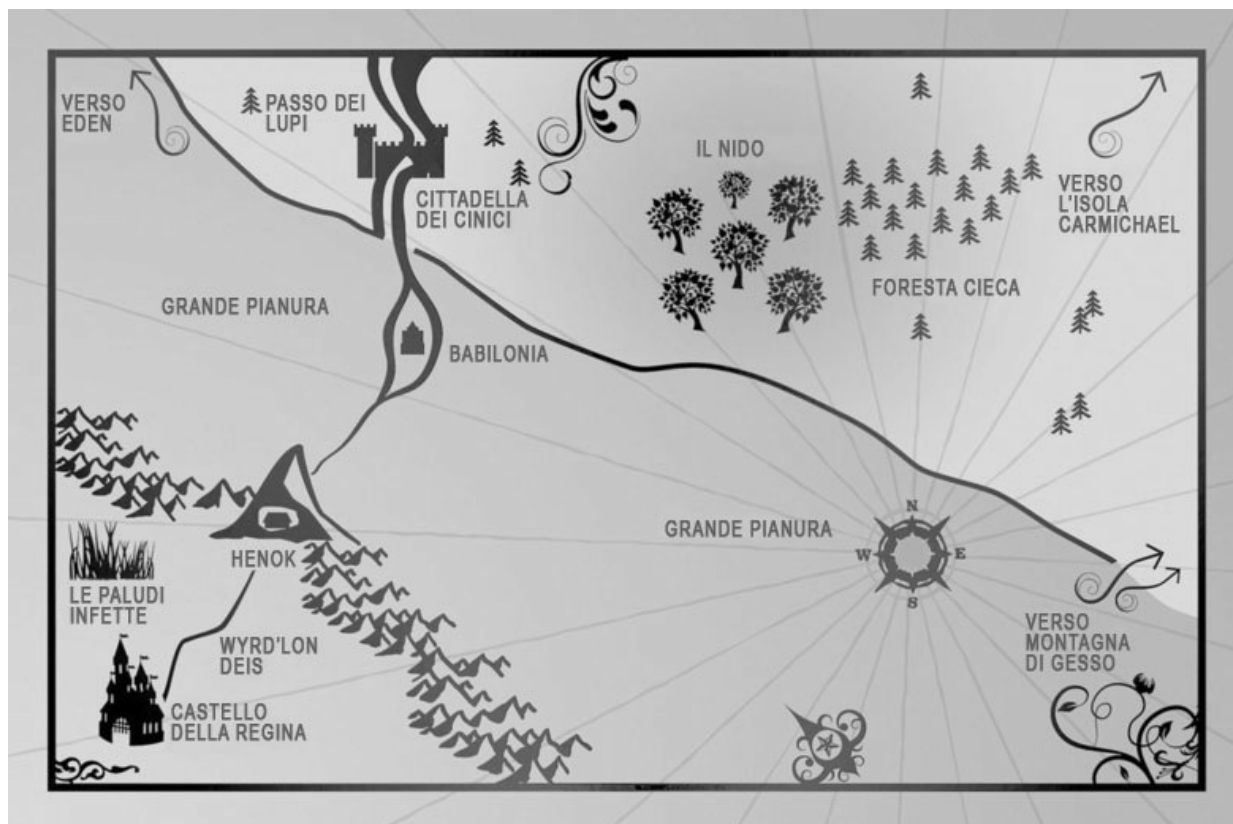 VERSO
EDEN
PASSO DEI
LUPI
CITTADELLA
DEI CINICI
IL NIDO
VERSO
L'ISOLA
CARMICHAEL
FORESTA CIECA
GRANDE PIANURA
BABILONIA
GRANDE PIANURA
N
W
E
S
HENOK
LE PALUDI
INFETTE
WYRD'LON
DEIS
VERSO
MONTAGNA
DI GESSO
CASTELLO
DELLA REGINA